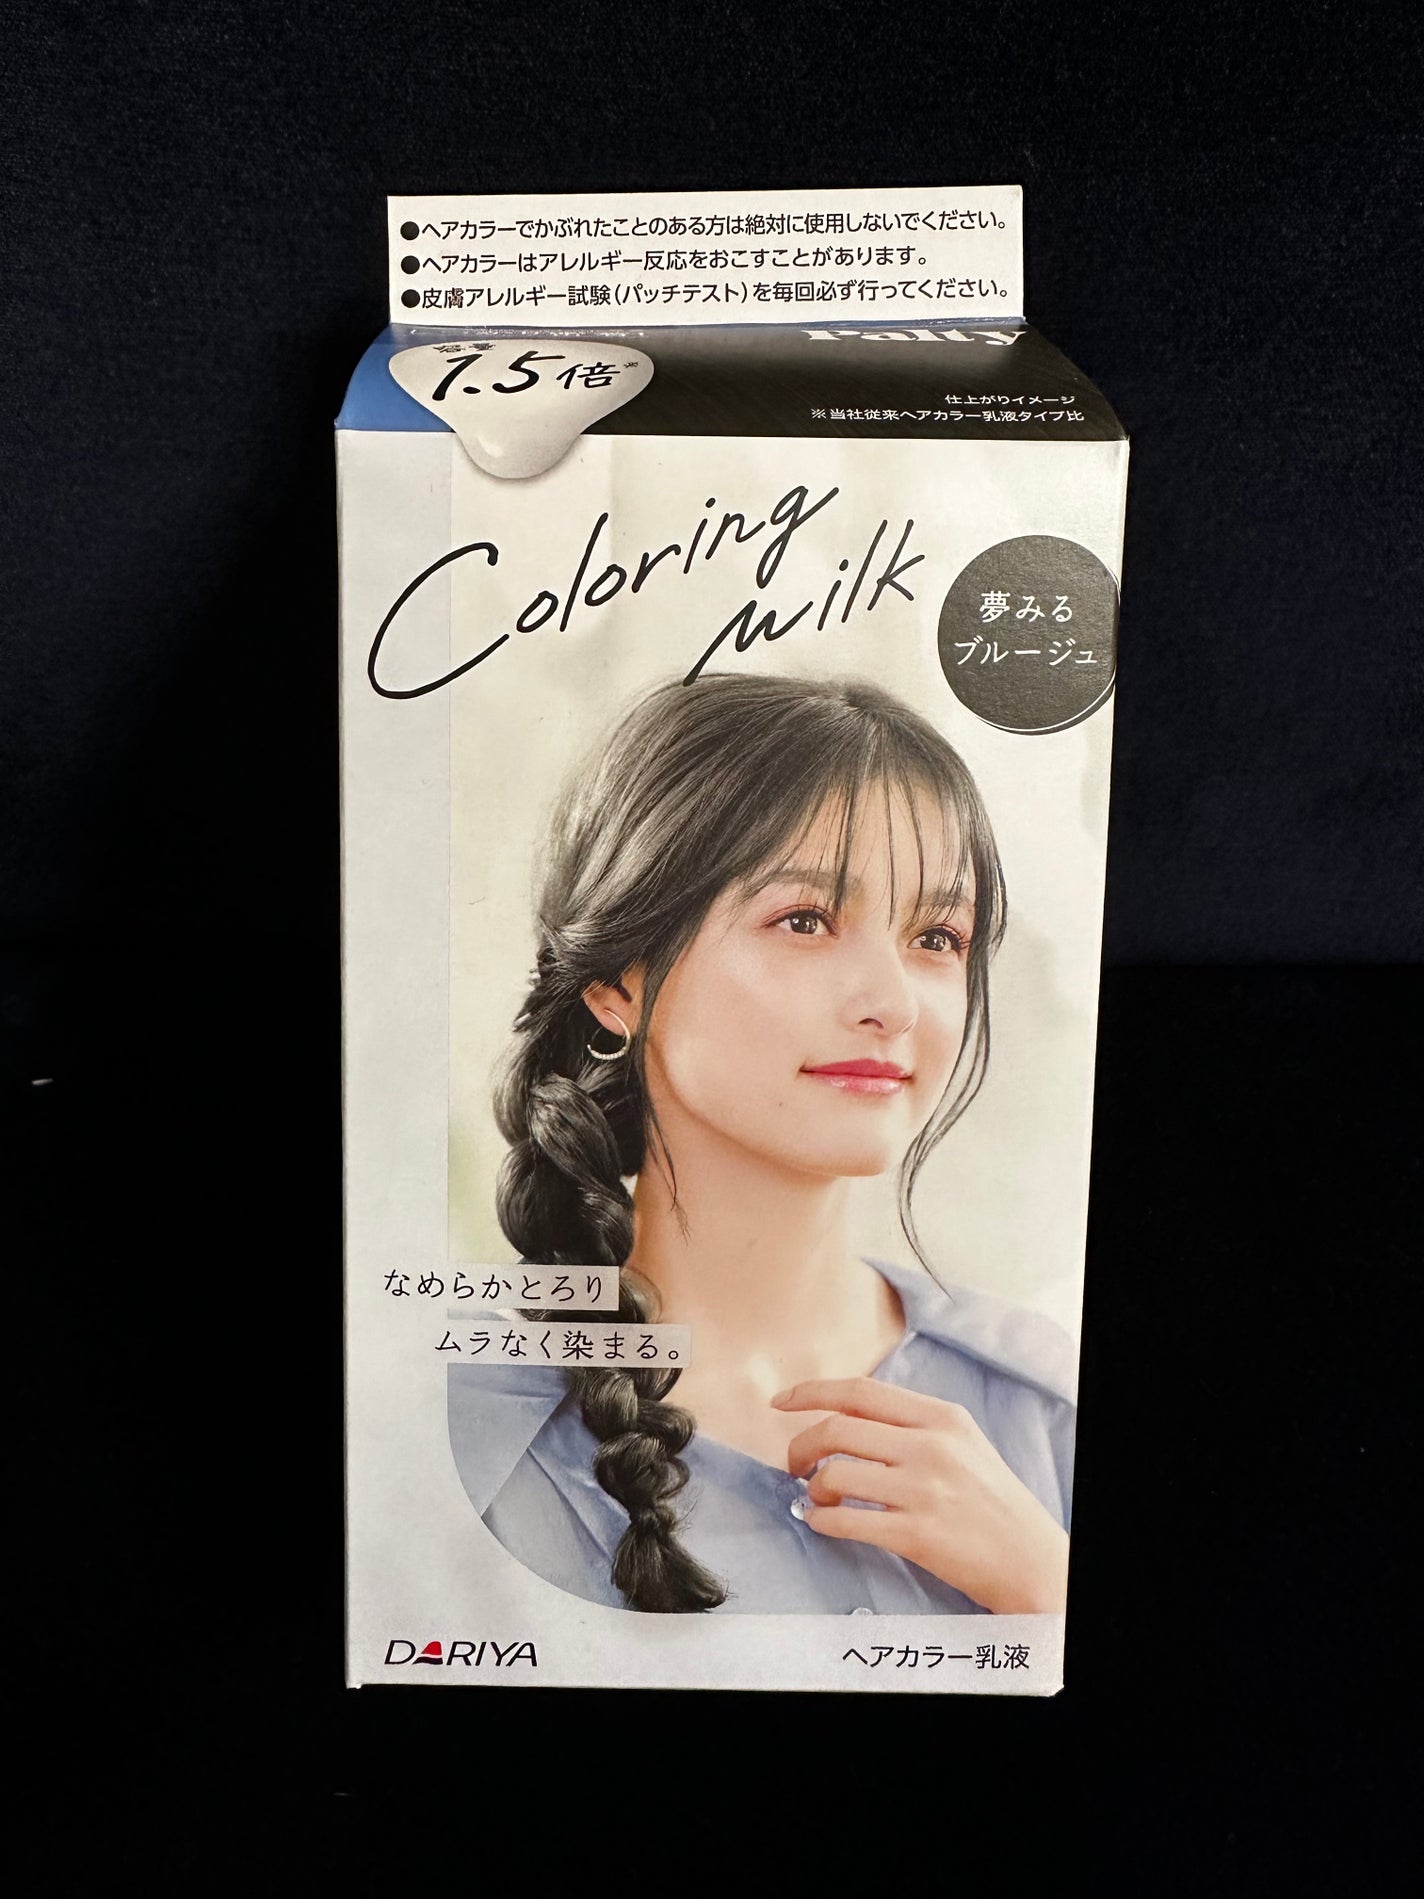 ●ヘアカラーでかぶれたことのある方は絶対に使用しないでください。
●ヘアカラーはアレルギー反応をおこすことがあります。
●皮膚アレルギー試験(パッチテスト)を毎回必ず行ってください。
Palty
1.5倍※
仕上がりイメージ
※当社従来ヘアカラー乳液タイプ比
Coloring
Milk
夢みる
ブルージュ
なめらかとろり
ムラなく染まる。
DARIYA
ヘアカラー乳液